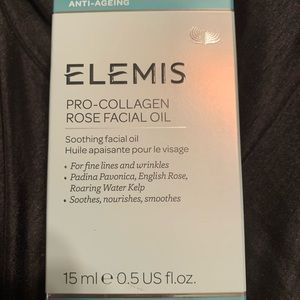 ANTI-AGEING
ELEMIS
PRO-COLLAGEN
ROSE FACIAL OIL
Soothing facial oil
Huile apaisante pour le visage
• For fine lines and wrinkles
• Padina Pavonica, English Rose,
Roaring Water Kelp
• Soothes, nourishes, smoothes
15 ml ℮ 0.5 US fl.oz.